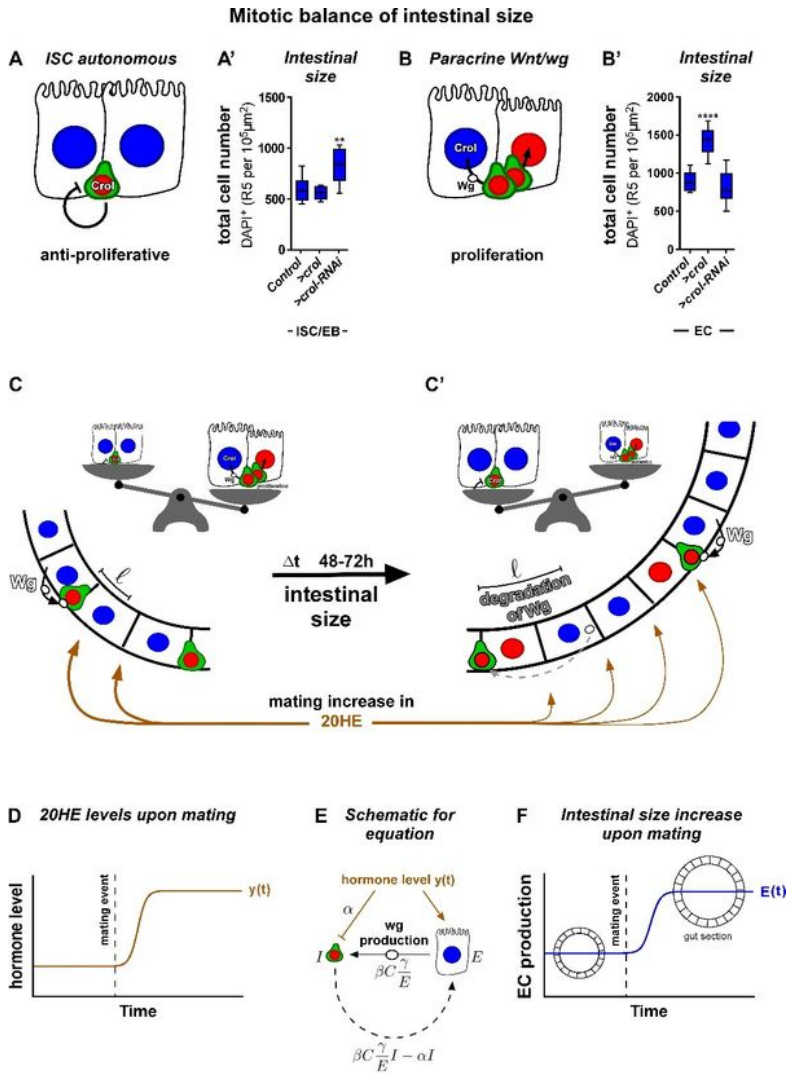 Mitotic balance of intestinal size
A ISC autonomous
Crol
anti-proliferative
A' Intestinal
size
total cell number
DAPI⁺ (R5 per 10⁵µm²)
1500
1000
500
0
**
Control
>crol
>crol-RNAi
- ISC/EB -
B Paracrine Wnt/wg
Crol
Wg
proliferation
B' Intestinal
size
total cell number
DAPI⁺ (R5 per 10⁵µm²)
2000
1500
1000
500
0
****
Control
>crol
>crol-RNAi
EC
C
Crol
Wg
proliferation
Wg
ℓ
Δt 48-72h
intestinal
size
C'
Wg
ℓ
degradation
of Wg
mating increase in
20HE
D 20HE levels upon mating
hormone level
mating event
y(t)
Time
E Schematic for
equation
hormone level y(t)
α
wg
production
I
E
βC γ/E
βC γ/E I − αI
F Intestinal size increase
upon mating
EC production
mating event
E(t)
gut section
Time